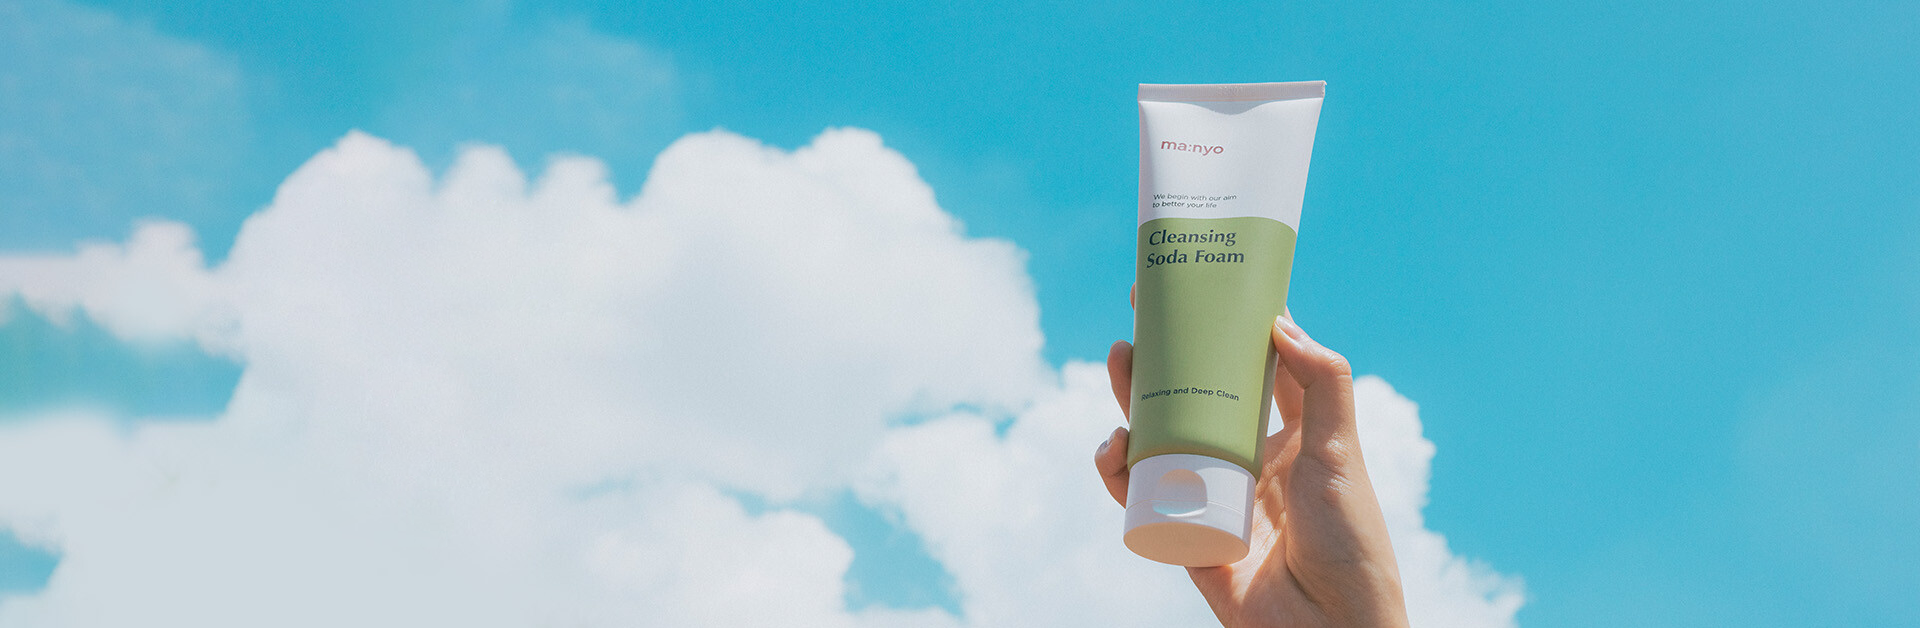 ma:nyo
We begin with our aim
to better your life
Cleansing
Soda Foam
Relaxing and Deep Clean